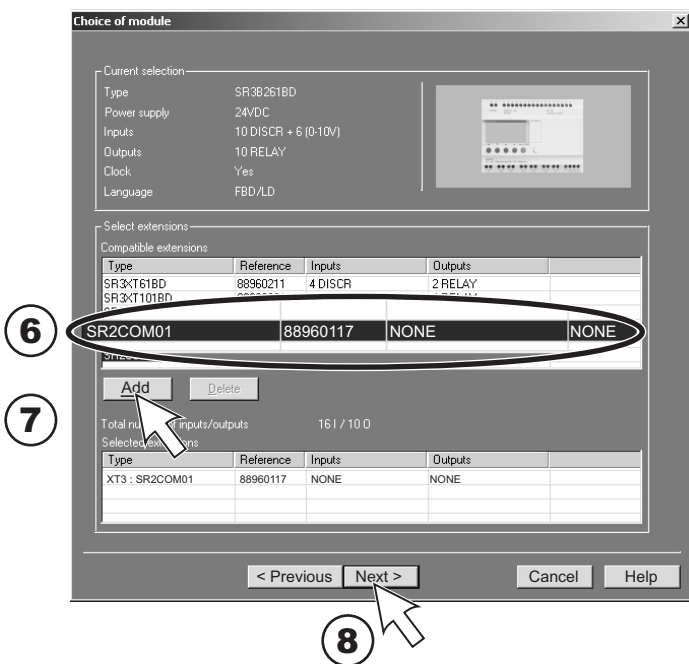 Choice of module
Current selection
Type SR3B261BD
Power supply 24VDC
Inputs 10 DISCR + 6 (0-10V)
Outputs 10 RELAY
Clock Yes
Language FBD/LD
Select extensions
Compatible extensions
Type Reference Inputs Outputs
SR3XT61BD 88960211 4 DISCR 2 RELAY
SR3XT101BD
6
SR2COM01 88960117 NONE NONE
Add Delete
7
Total inputs/outputs 16 I / 10 O
Selected
Type Reference Inputs Outputs
XT3 : SR2COM01 88960117 NONE NONE
< Previous Next > Cancel Help
8